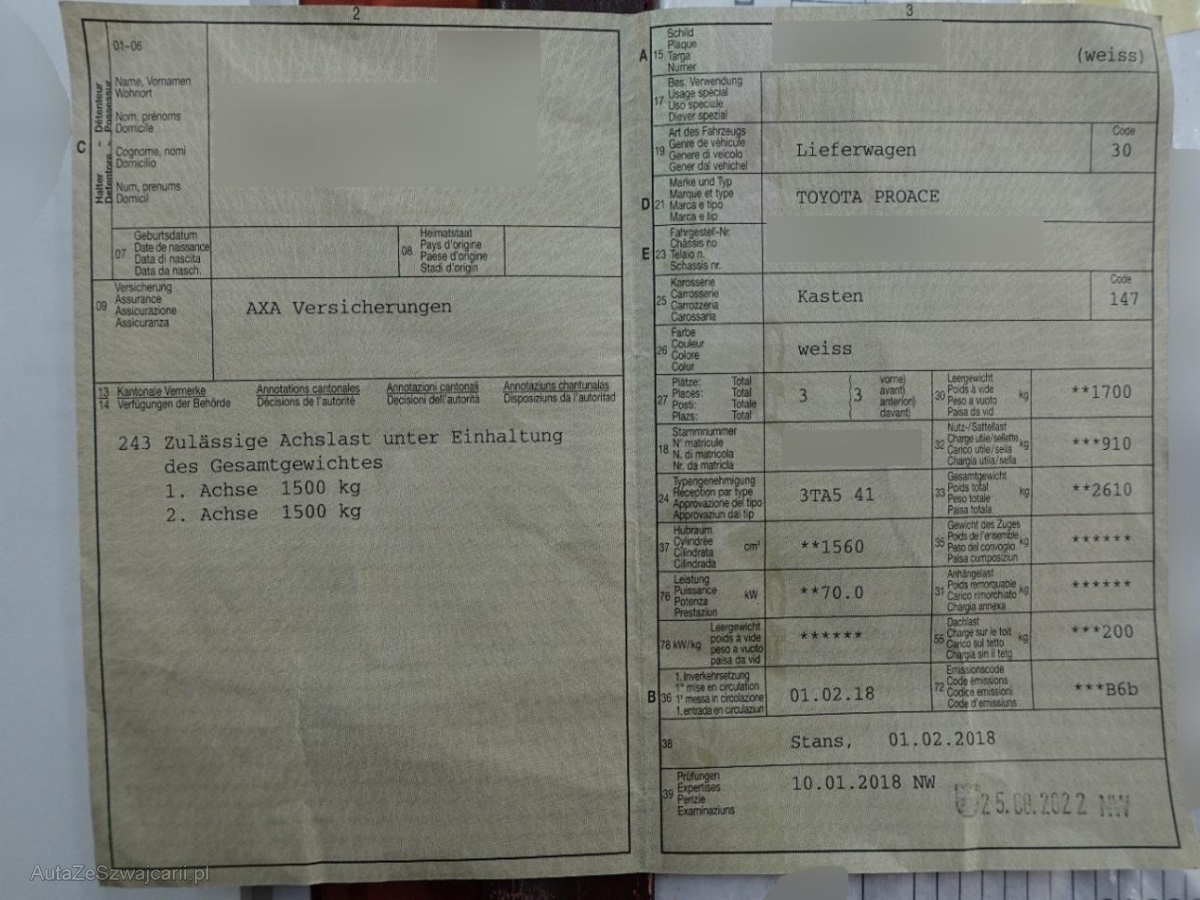 2
01-06
C
Halter - Détenteur
Detentore - Possessur
Name, Vornamen
Wohnort
Nom, prénoms
Domicile
Cognome, nomi
Domicilio
Num, prenums
Domicil
07
Geburtsdatum
Date de naissance
Data di nascita
Data da nasch.
08
Heimatstaat
Pays d'origine
Paese d'origine
Stadi d'origin
09
Versicherung
Assurance
Assicurazione
Assicuranza
AXA Versicherungen
13 Kantonale Vermerke Annotations cantonales Annotazioni cantonali Annotaziuns chantunalas
14 Verfügungen der Behörde Décisions de l'autorité Decisioni dell'autorità Disposiziuns da l'autoritad
243 Zulässige Achslast unter Einhaltung
des Gesamtgewichtes
1. Achse 1500 kg
2. Achse 1500 kg
3
A 15
Schild
Plaque
Targa
Numer
(weiss)
17
Bes. Verwendung
Usage spécial
Uso speciale
Diever spezial
19
Art des Fahrzeugs
Genre de véhicule
Genere di veicolo
Gener dal vehichel
Lieferwagen
Code
30
D 21
Marke und Typ
Marque et type
Marca e tipo
Marca e tip
TOYOTA PROACE
E 23
Fahrgestell-Nr.
Châssis no
Telaio n.
Schassis nr.
25
Karosserie
Carrosserie
Carrozzeria
Carossaria
Kasten
Code
147
26
Farbe
Couleur
Colore
Colur
weiss
27
Plätze: Total
Places: Total
Posti: Totale
Plazs: Total
3
(3
vorne)
avant)
anteriori)
davant)
30
Leergewicht
Poids à vide
Peso a vuoto
Paisa da vid
kg
**1700
18
Stammnummer
N° matricule
N. di matricola
Nr. da matricla
32
Nutz-/Sattellast
Charge utile/sellette
Carico utile/sella
Chargia utila/sella
kg
***910
24
Typengenehmigung
Réception par type
Approvazione del tipo
Approvaziun dal tip
3TA5 41
33
Gesamtgewicht
Poids total
Peso totale
Paisa totala
kg
**2610
37
Hubraum
Cylindrée
Cilindrata
Cilindrada
cm³
**1560
35
Gewicht des Zuges
Poids de l'ensemble
Peso del convoglio
Paisa cumposiziun
kg
******
76
Leistung
Puissance
Potenza
Prestaziun
kW
**70.0
31
Anhängelast
Poids remorquable
Carico rimorchiato
Chargia annexa
kg
******
78 kW/kg
Leergewicht
poids à vide
peso a vuoto
paisa da vid
******
55
Dachlast
Charge sur le toit
Carico sul tetto
Chargia sin il tetg
kg
***200
B 36
1. Inverkehrsetzung
1re mise en circulation
1a messa in circolazione
1. entrada en circulaziun
01.02.18
72
Emissionscode
Code émissions
Codice emissioni
Code d'emissiuns
***B6b
38
Stans, 01.02.2018
39
Prüfungen
Expertises
Perizie
Examinaziuns
10.01.2018 NW
25.08.2022 NW
AutaZeSzwajcarii.pl